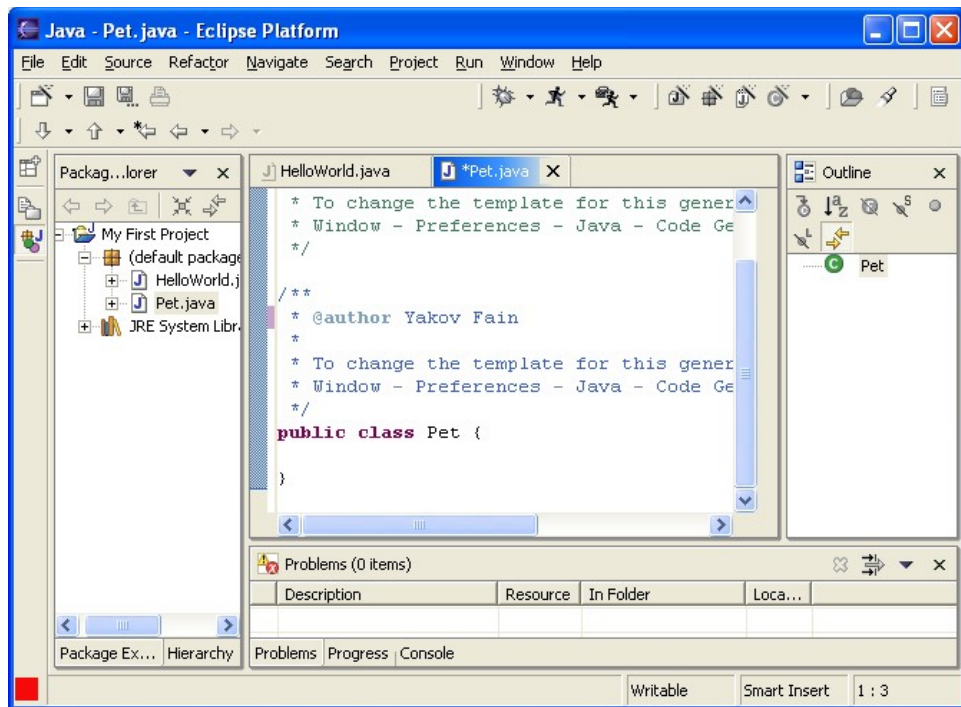 Java - Pet.java - Eclipse Platform
File Edit Source Refactor Navigate Search Project Run Window Help
Packag...lorer
HelloWorld.java
*Pet.java
Outline
My First Project
(default package
HelloWorld.j
Pet.java
JRE System Libr
* To change the template for this gener
* Window - Preferences - Java - Code Ge
*/
/**
* @author Yakov Fain
*
* To change the template for this gener
* Window - Preferences - Java - Code Ge
*/
public class Pet {
}
Pet
Problems (0 items)
Description Resource In Folder Loca...
Package Ex... Hierarchy
Problems Progress Console
Writable Smart Insert 1 : 3